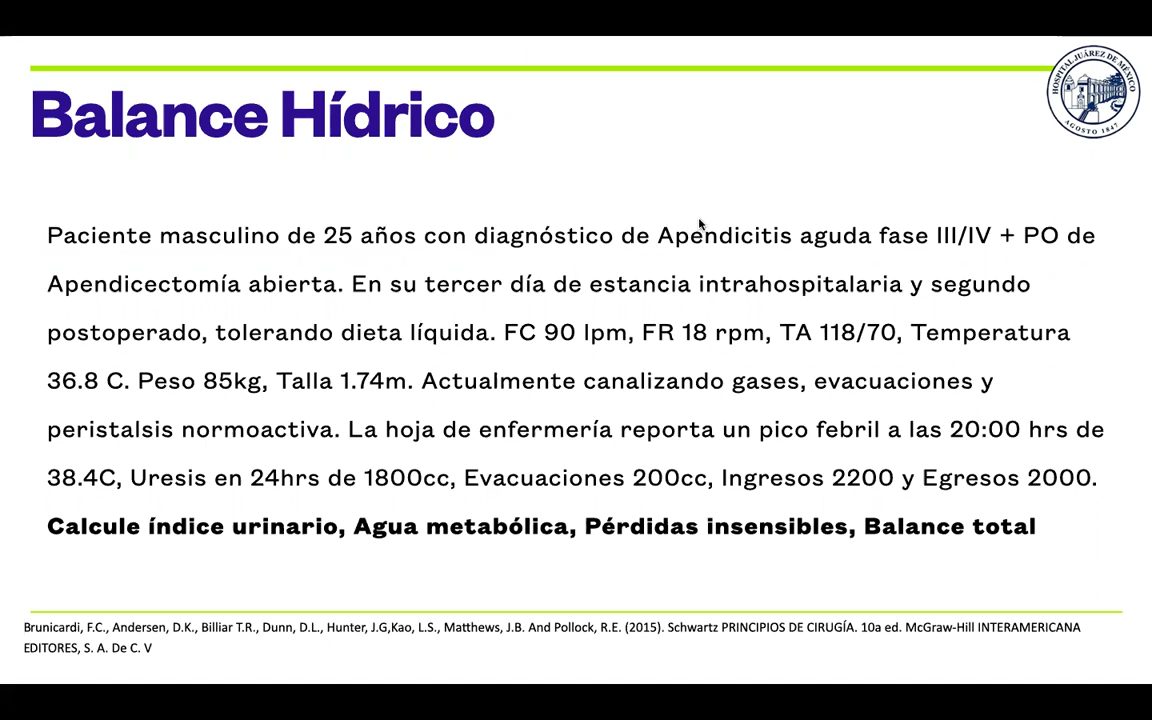 HOSPITAL JUÁREZ DE MÉXICO
AGOSTO 1847
Balance Hídrico
Paciente masculino de 25 años con diagnóstico de Apendicitis aguda fase III/IV + PO de
Apendicectomía abierta. En su tercer día de estancia intrahospitalaria y segundo
postoperado, tolerando dieta líquida. FC 90 lpm, FR 18 rpm, TA 118/70, Temperatura
36.8 C. Peso 85kg, Talla 1.74m. Actualmente canalizando gases, evacuaciones y
peristalsis normoactiva. La hoja de enfermería reporta un pico febril a las 20:00 hrs de
38.4C, Uresis en 24hrs de 1800cc, Evacuaciones 200cc, Ingresos 2200 y Egresos 2000.
Calcule índice urinario, Agua metabólica, Pérdidas insensibles, Balance total
Brunicardi, F.C., Andersen, D.K., Billiar T.R., Dunn, D.L., Hunter, J.G,Kao, L.S., Matthews, J.B. And Pollock, R.E. (2015). Schwartz PRINCIPIOS DE CIRUGÍA. 10a ed. McGraw-Hill INTERAMERICANA
EDITORES, S. A. De C. V